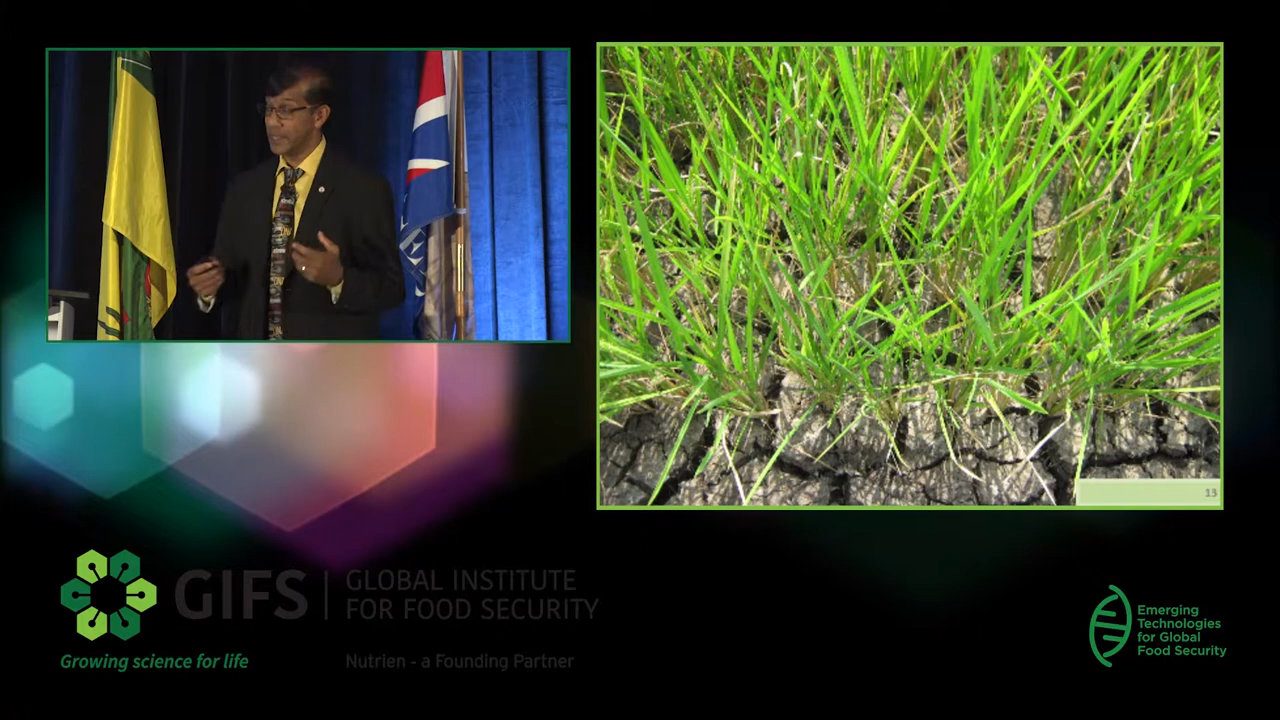 13
GIFS
GLOBAL INSTITUTE
FOR FOOD SECURITY
Growing science for life
Nutrien - a Founding Partner
Emerging
Technologies
for Global
Food Security